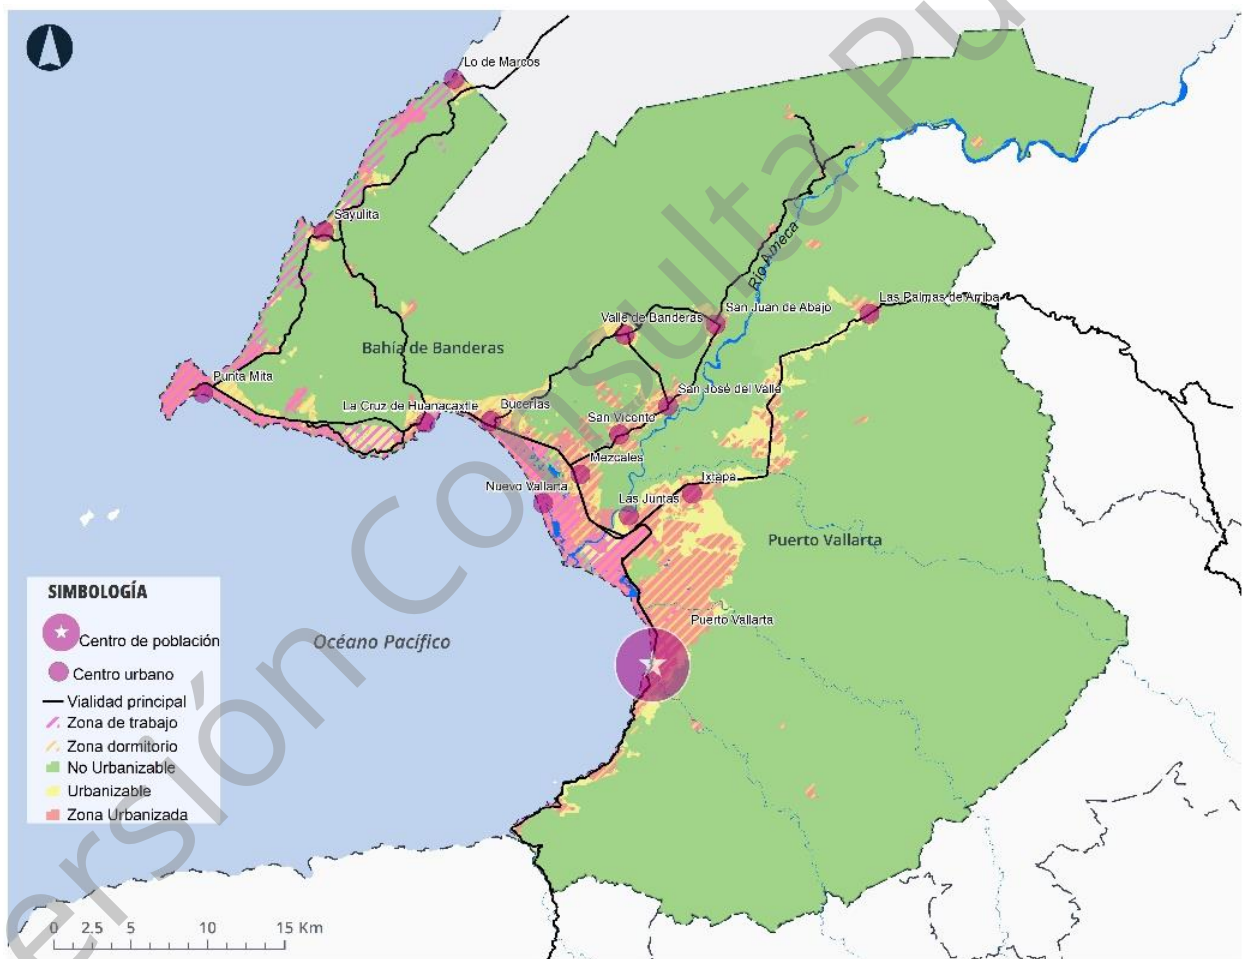 Lo de Marcos
Sayulita
Río Ameca
Las Palmas de Arriba
San Juan de Abajo
Valle de Banderas
Bahía de Banderas
Punta Mita
San José del Valle
La Cruz de Huanacaxtle
Bucerías
San Vicente
Mezcales
Ixtapa
Nuevo Vallarta
Las Juntas
Puerto Vallarta
Puerto Vallarta
Océano Pacífico
SIMBOLOGÍA
Centro de población
Centro urbano
Vialidad principal
Zona de trabajo
Zona dormitorio
No Urbanizable
Urbanizable
Zona Urbanizada
0 2.5 5 10 15 Km
ersión Consulta Pú